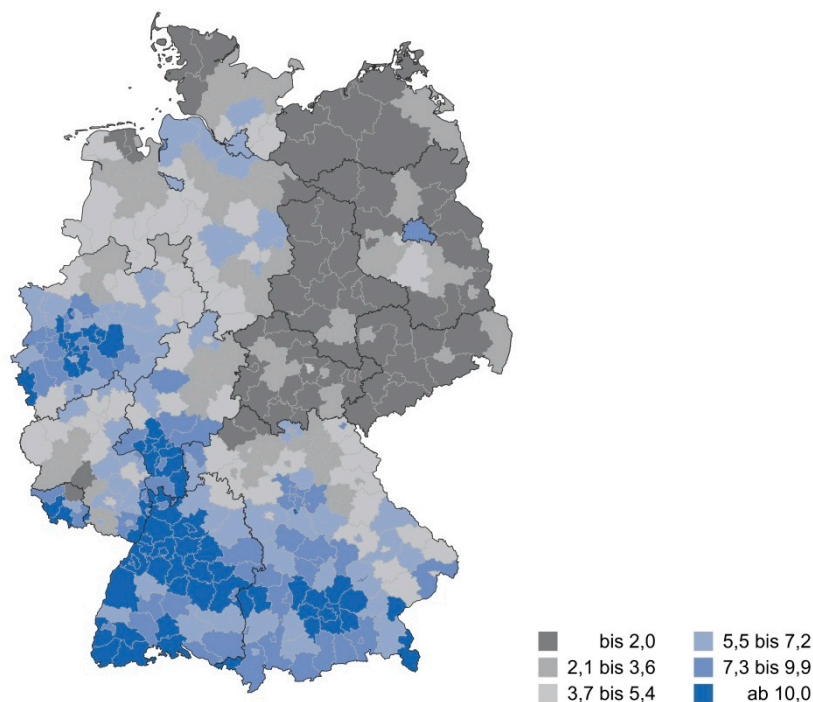 bis 2,0
2,1 bis 3,6
3,7 bis 5,4
5,5 bis 7,2
7,3 bis 9,9
ab 10,0